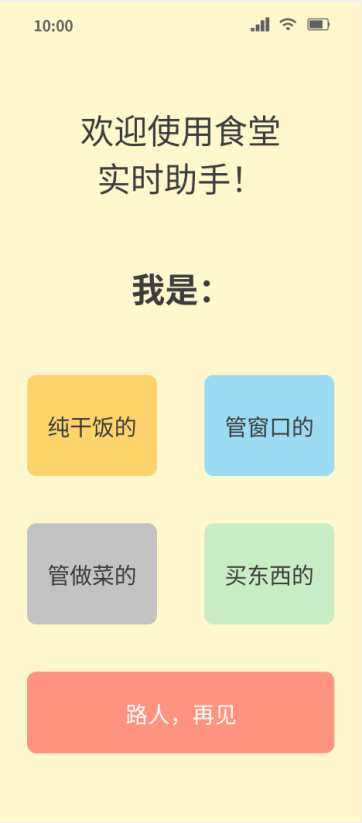 10:00
欢迎使用食堂
实时助手！
我是：
纯干饭的
管窗口的
管做菜的
买东西的
路人，再见